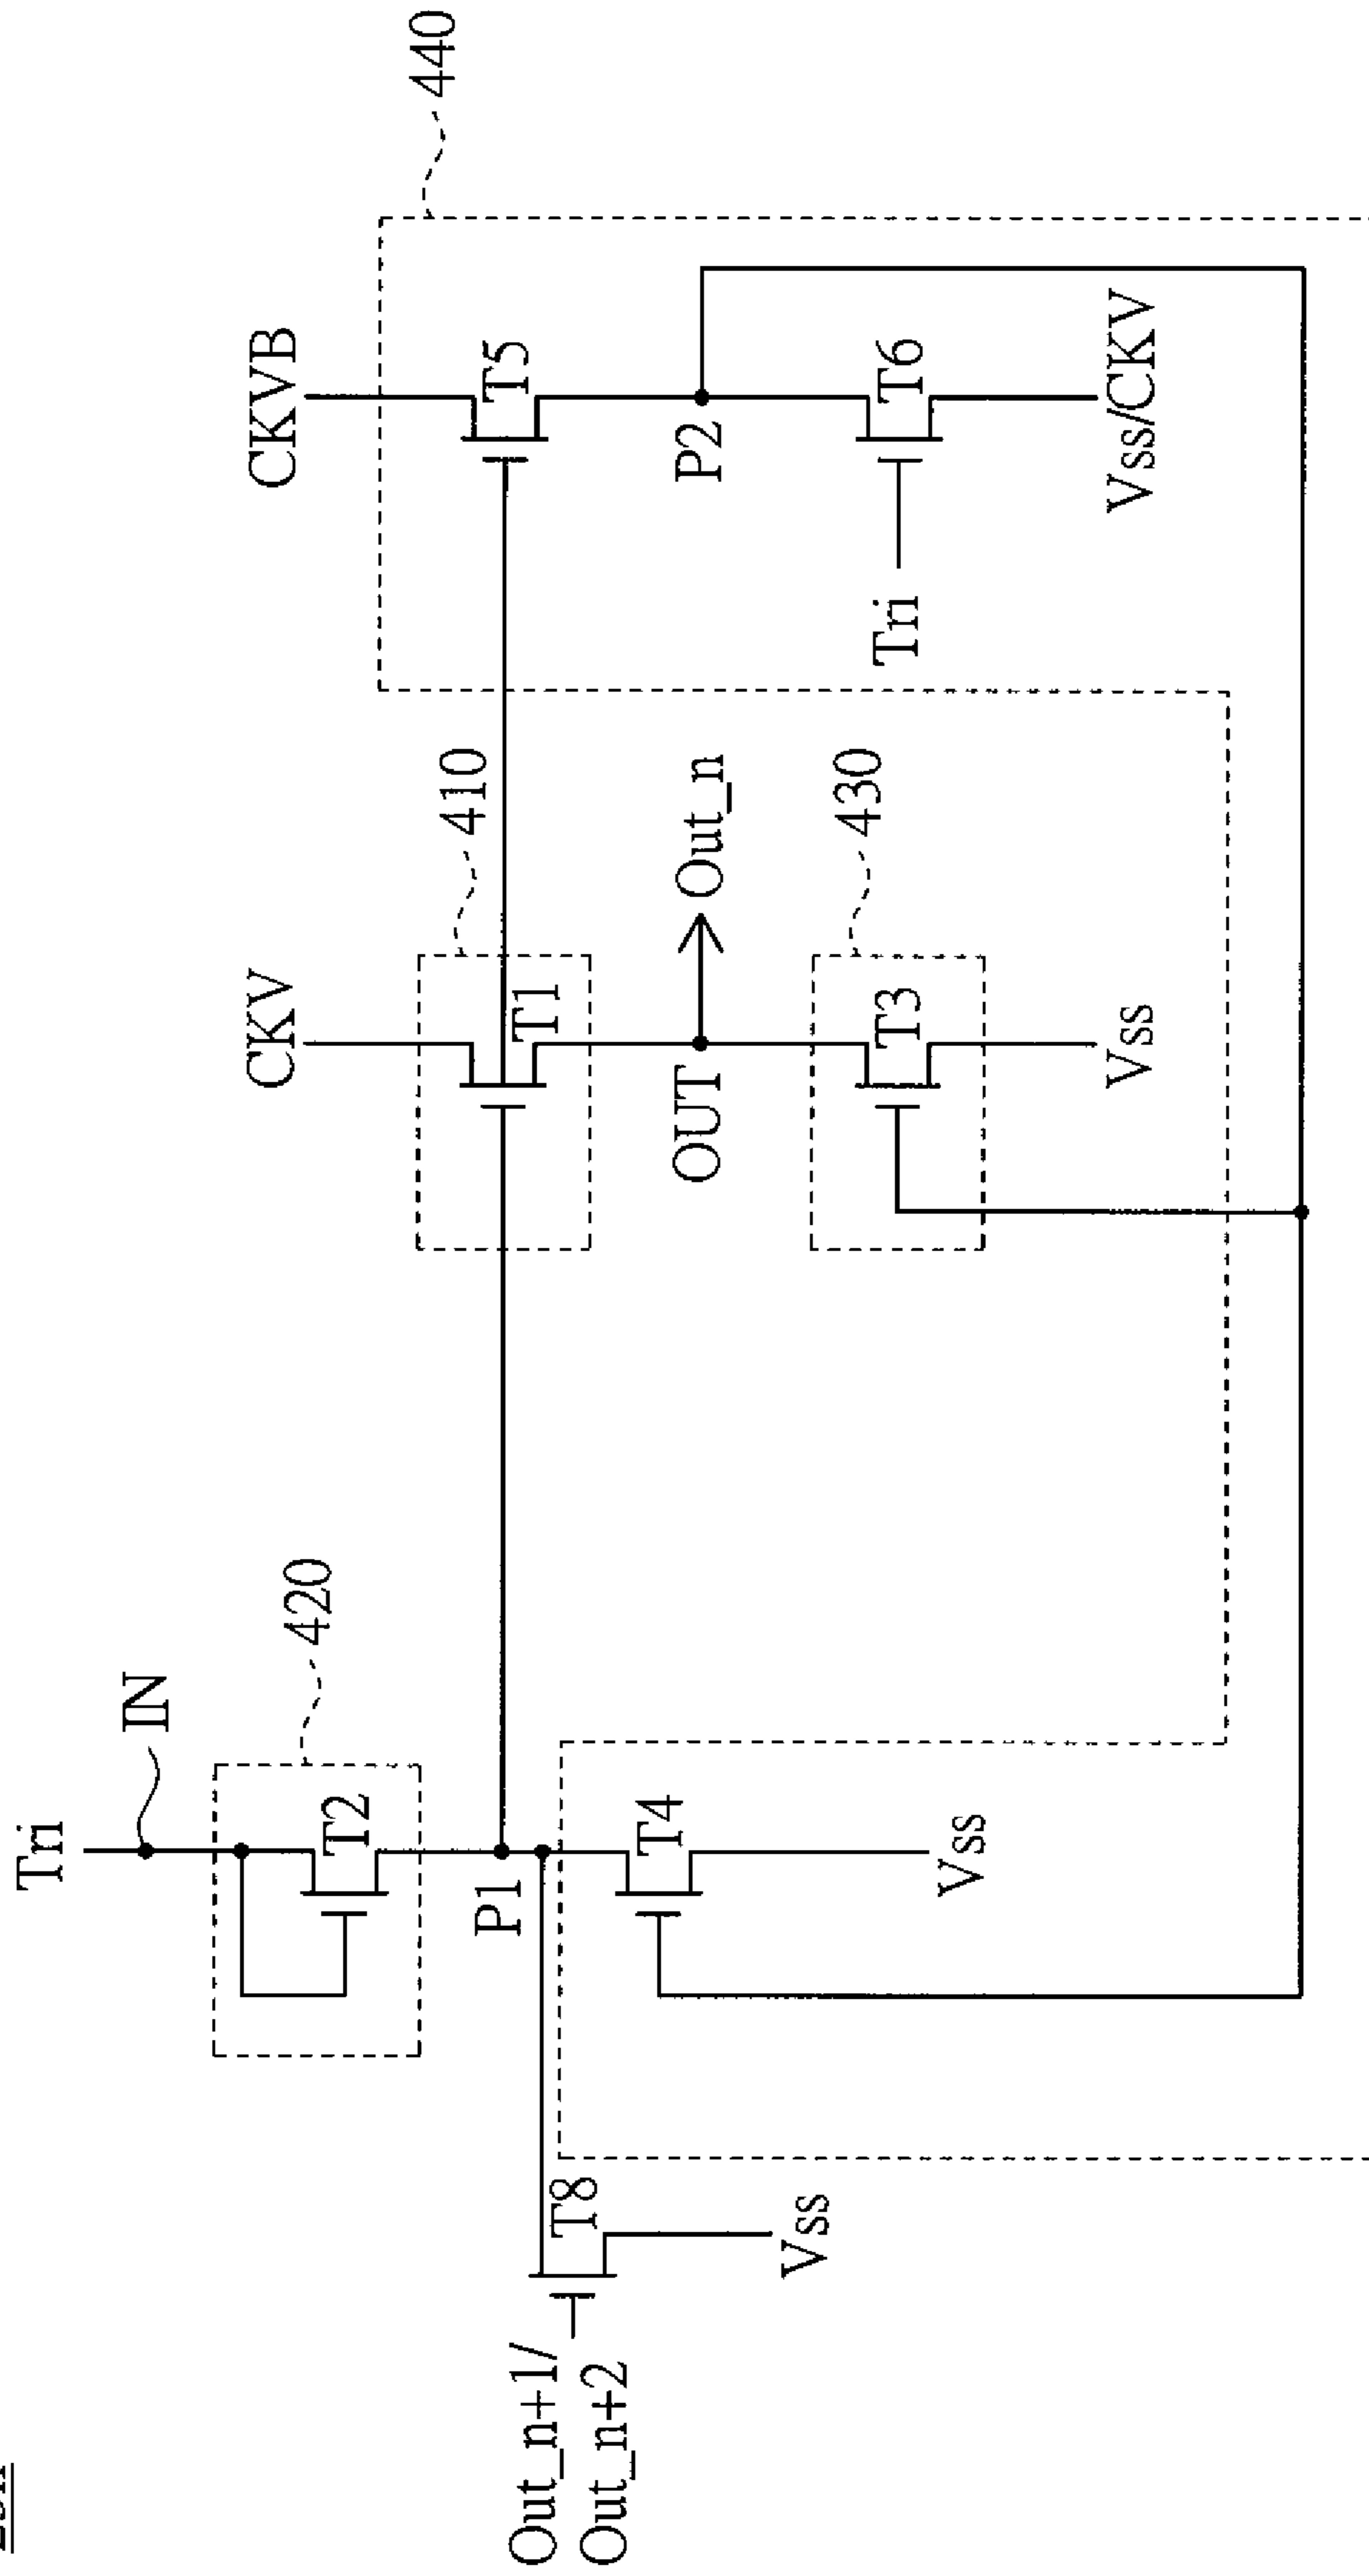 Tri
IN
420
T2
P1
T4
Vss
T8
Vss
Out_n+1/
Out_n+2
CKV
410
T1
OUT
Out_n
430
T3
Vss
CKVB
440
T5
P2
T6
Tri
Vss/CKV